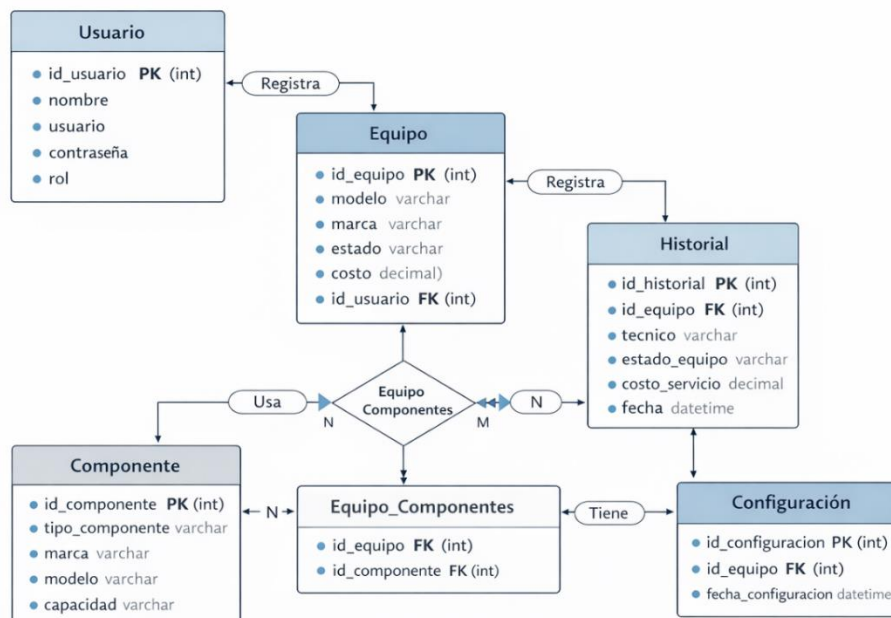 Usuario
id_usuario PK (int)
nombre
usuario
contraseña
rol
Registra
Equipo
id_equipo PK (int)
modelo varchar
marca varchar
estado varchar
costo decimal)
id_usuario FK (int)
Registra
Historial
id_historial PK (int)
id_equipo FK (int)
tecnico varchar
estado_equipo varchar
costo_servicio decimal
fecha datetime
Usa
N
Equipo
Componentes
M
N
Componente
id_componente PK (int)
tipo_componente varchar
marca varchar
modelo varchar
capacidad varchar
N
Equipo_Componentes
id_equipo FK (int)
id_componente FK (int)
Tiene
Configuración
id_configuracion PK (int)
id_equipo FK (int)
fecha_configuracion datetime